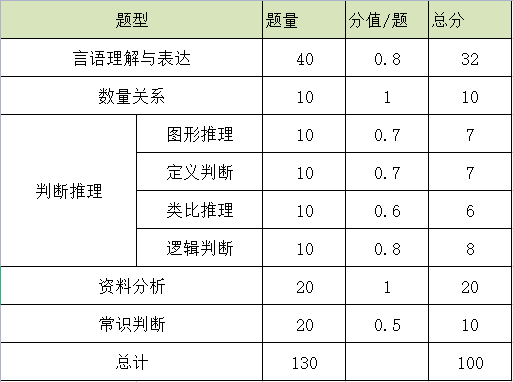 题型 题量 分值/题 总分
言语理解与表达 40 0.8 32
数量关系 10 1 10
判断推理 图形推理 10 0.7 7
定义判断 10 0.7 7
类比推理 10 0.6 6
逻辑判断 10 0.8 8
资料分析 20 1 20
常识判断 20 0.5 10
总计 130 100